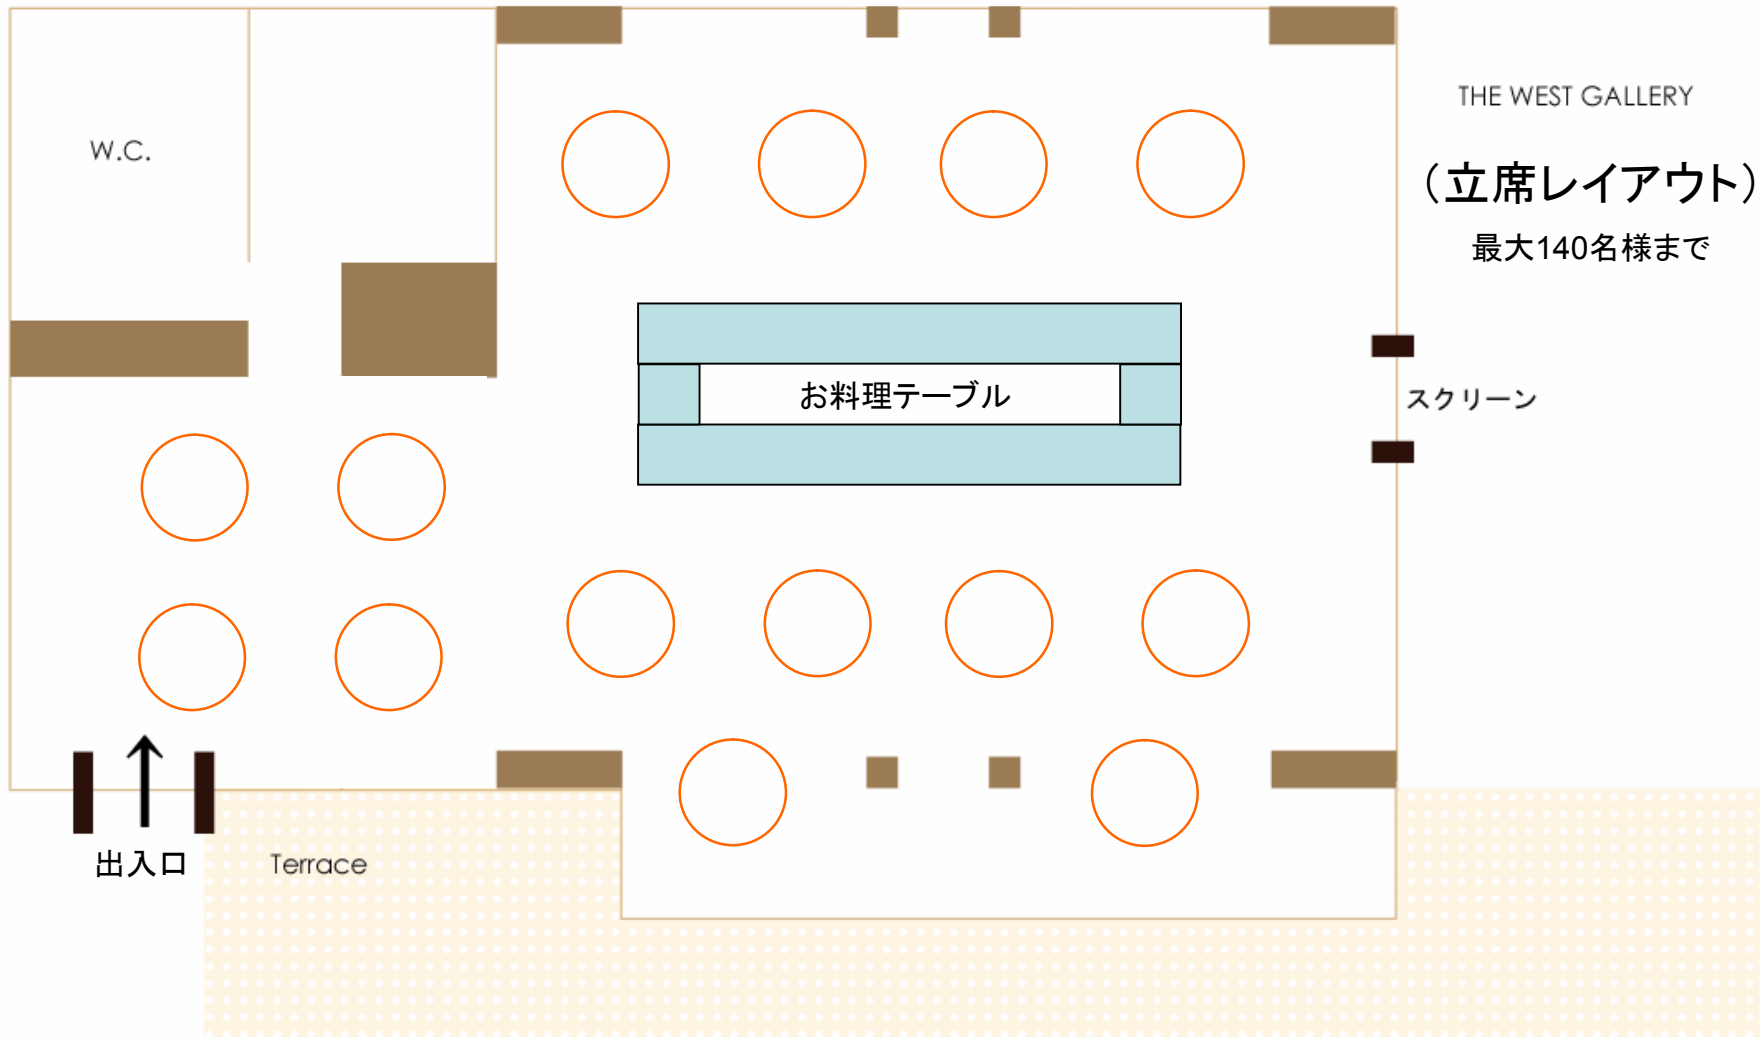 THE WEST GALLERY
W.C.
（立席レイアウト）
最大140名様まで
お料理テーブル
スクリーン
出入口
Terrace